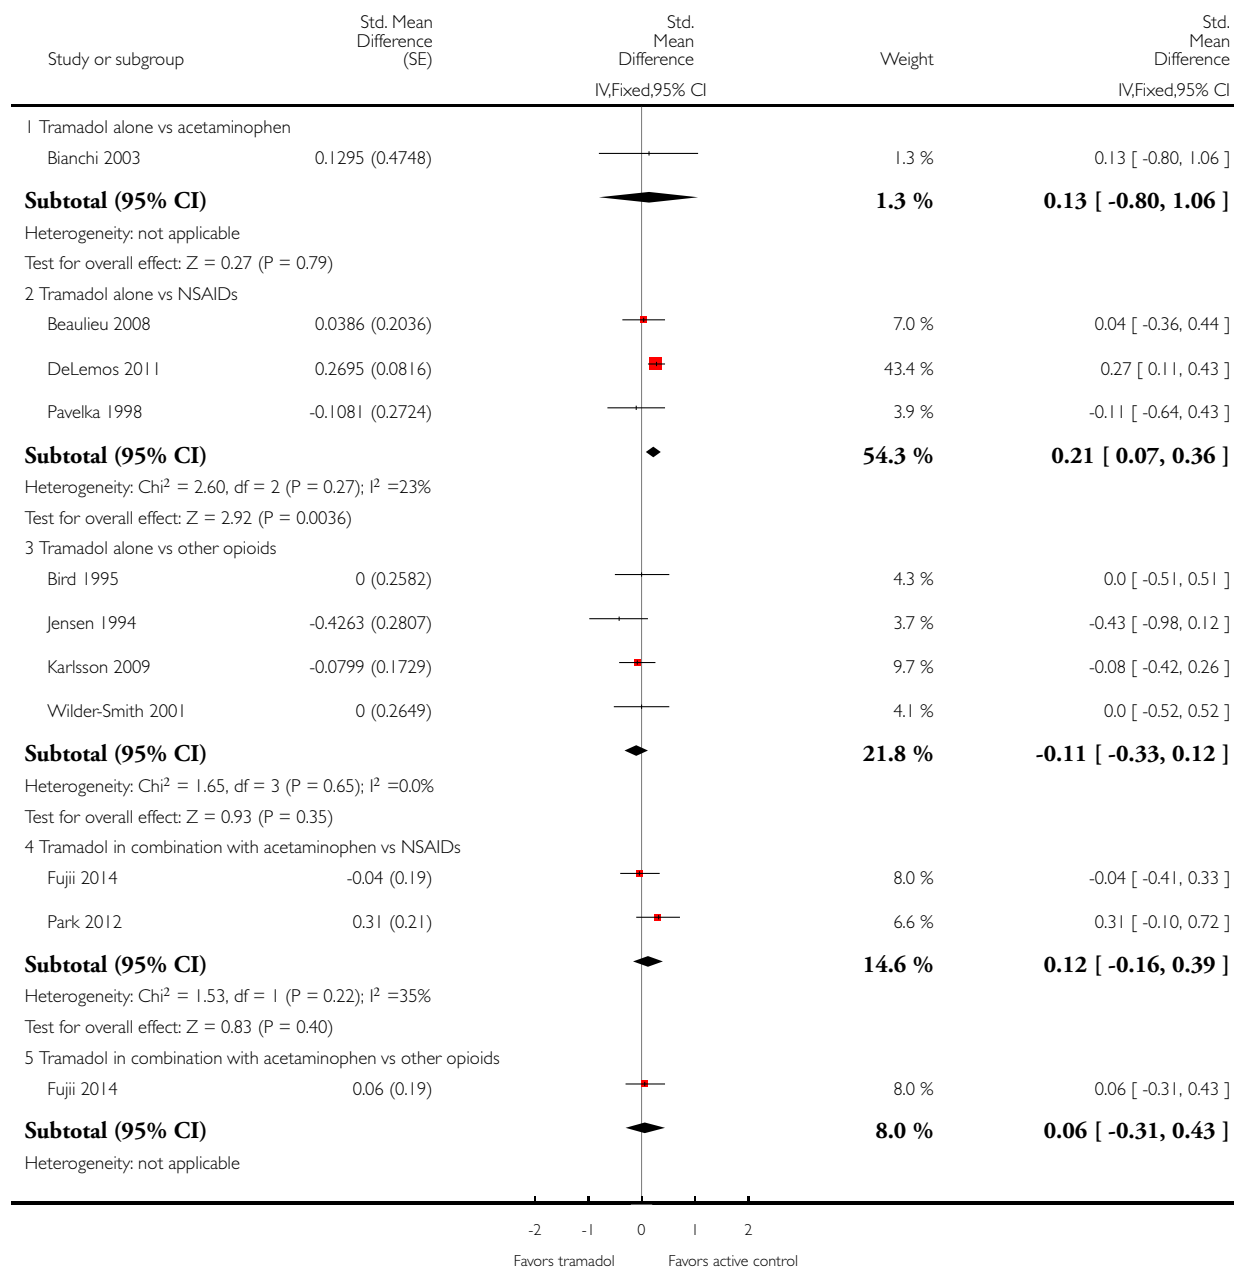 Study or subgroup Std. Mean Difference (SE) Std. Mean Difference Weight Std. Mean Difference
IV,Fixed,95% CI IV,Fixed,95% CI
1 Tramadol alone vs acetaminophen
Bianchi 2003 0.1295 (0.4748) 1.3 % 0.13 [ -0.80, 1.06 ]
Subtotal (95% CI) 1.3 % 0.13 [ -0.80, 1.06 ]
Heterogeneity: not applicable
Test for overall effect: Z = 0.27 (P = 0.79)
2 Tramadol alone vs NSAIDs
Beaulieu 2008 0.0386 (0.2036) 7.0 % 0.04 [ -0.36, 0.44 ]
DeLemos 2011 0.2695 (0.0816) 43.4 % 0.27 [ 0.11, 0.43 ]
Pavelka 1998 -0.1081 (0.2724) 3.9 % -0.11 [ -0.64, 0.43 ]
Subtotal (95% CI) 54.3 % 0.21 [ 0.07, 0.36 ]
Heterogeneity: Chi² = 2.60, df = 2 (P = 0.27); I² =23%
Test for overall effect: Z = 2.92 (P = 0.0036)
3 Tramadol alone vs other opioids
Bird 1995 0 (0.2582) 4.3 % 0.0 [ -0.51, 0.51 ]
Jensen 1994 -0.4263 (0.2807) 3.7 % -0.43 [ -0.98, 0.12 ]
Karlsson 2009 -0.0799 (0.1729) 9.7 % -0.08 [ -0.42, 0.26 ]
Wilder-Smith 2001 0 (0.2649) 4.1 % 0.0 [ -0.52, 0.52 ]
Subtotal (95% CI) 21.8 % -0.11 [ -0.33, 0.12 ]
Heterogeneity: Chi² = 1.65, df = 3 (P = 0.65); I² =0.0%
Test for overall effect: Z = 0.93 (P = 0.35)
4 Tramadol in combination with acetaminophen vs NSAIDs
Fujii 2014 -0.04 (0.19) 8.0 % -0.04 [ -0.41, 0.33 ]
Park 2012 0.31 (0.21) 6.6 % 0.31 [ -0.10, 0.72 ]
Subtotal (95% CI) 14.6 % 0.12 [ -0.16, 0.39 ]
Heterogeneity: Chi² = 1.53, df = 1 (P = 0.22); I² =35%
Test for overall effect: Z = 0.83 (P = 0.40)
5 Tramadol in combination with acetaminophen vs other opioids
Fujii 2014 0.06 (0.19) 8.0 % 0.06 [ -0.31, 0.43 ]
Subtotal (95% CI) 8.0 % 0.06 [ -0.31, 0.43 ]
Heterogeneity: not applicable
-2 -1 0 1 2
Favors tramadol Favors active control